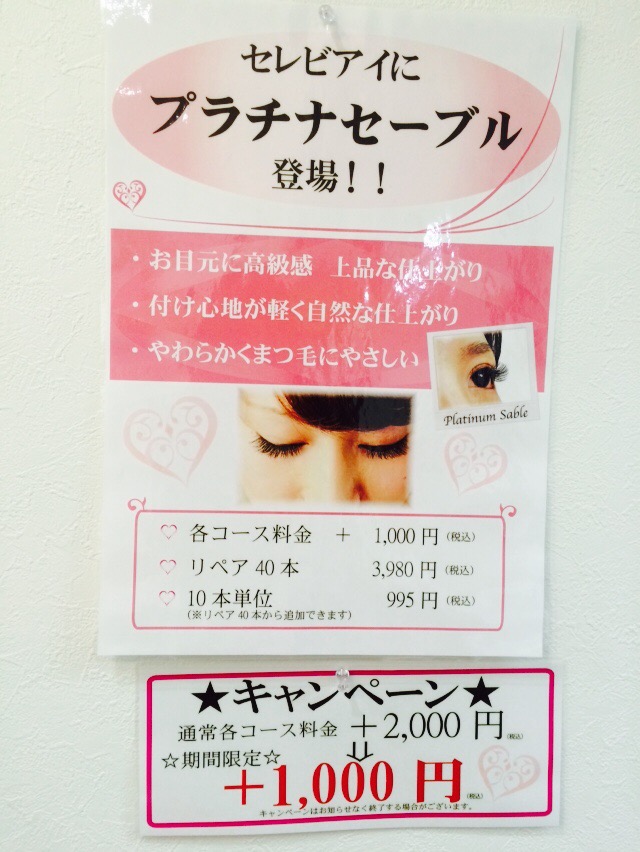 セレビアイに
プラチナセーブル
登場！！
・お目元に高級感 上品な仕上がり
・付け心地が軽く自然な仕上がり
・やわらかくまつ毛にやさしい
Platinum Sable
♡ 各コース料金 + 1,000円(税込)
♡ リペア40本 3,980円(税込)
♡ 10本単位 995円(税込)
(※リペア40本から追加できます)
★キャンペーン★
通常各コース料金 +2,000円(税込)
⇓
☆期間限定☆
+1,000円(税込)
キャンペーンはお知らせなく終了する場合がございます。